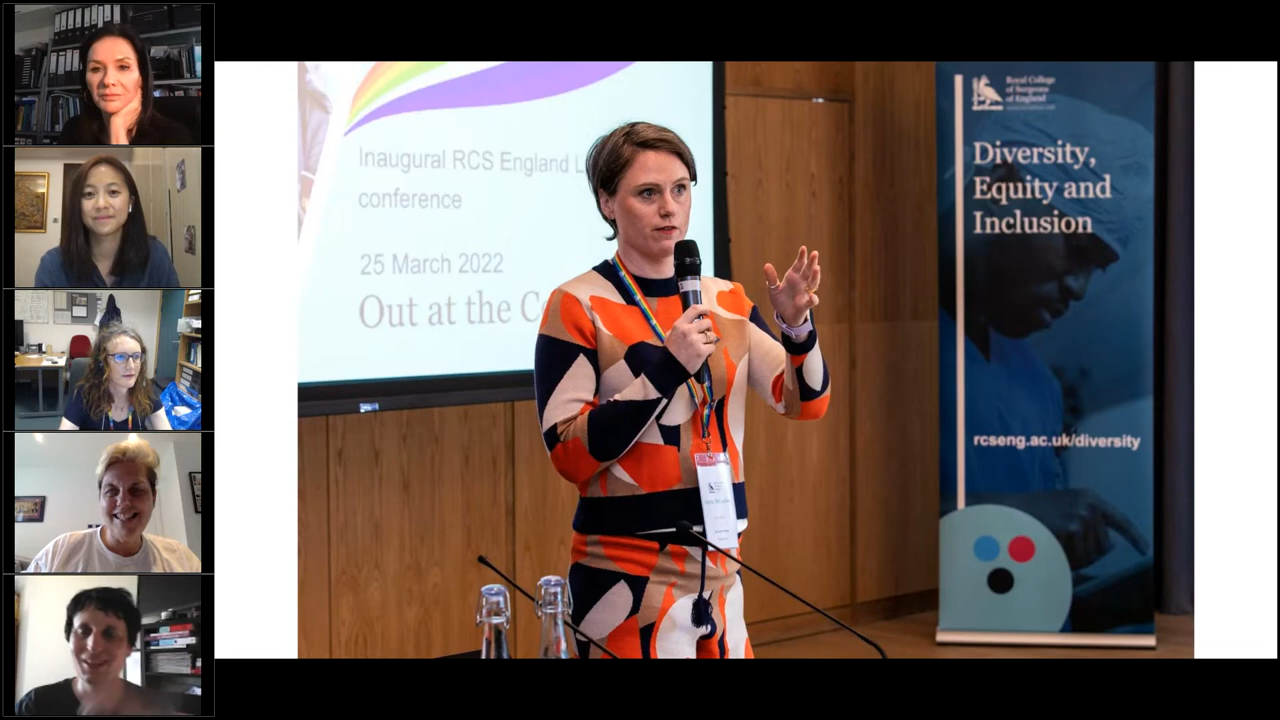 Inaugural RCS England
conference
25 March 2022
Out at the
Royal College
of Surgeons
of England
Diversity,
Equity and
Inclusion
rcseng.ac.uk/diversity